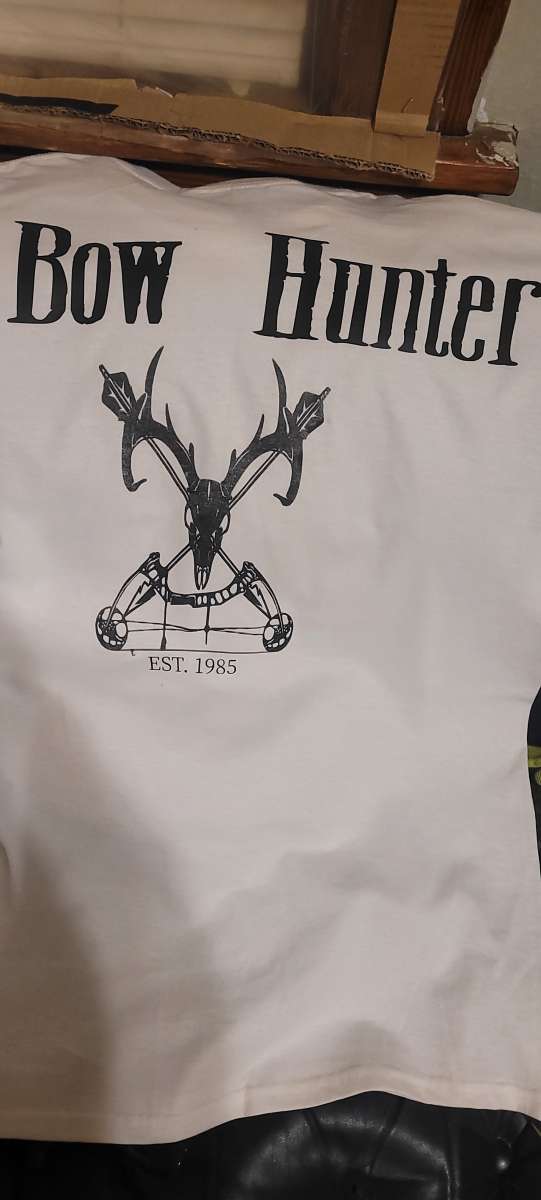 Bow Hunter
EST. 1985